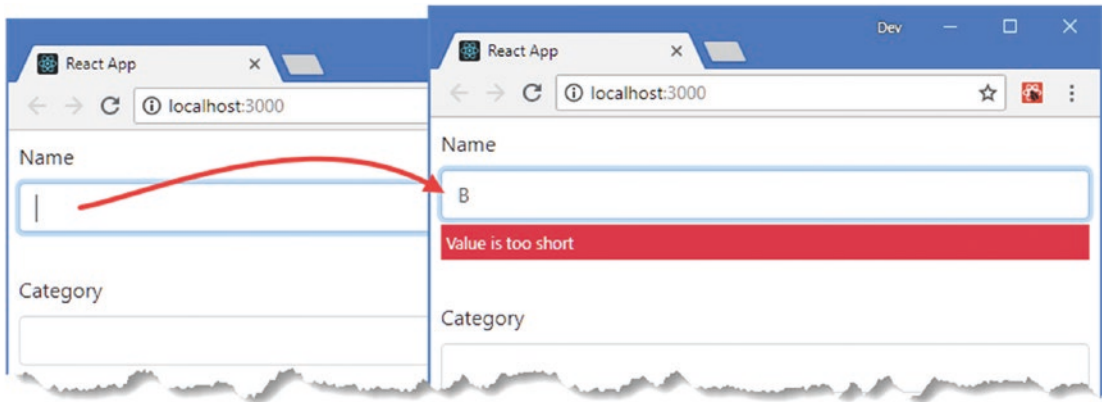 React App
localhost:3000
Name
Category
Dev
React App
localhost:3000
Name
B
Value is too short
Category